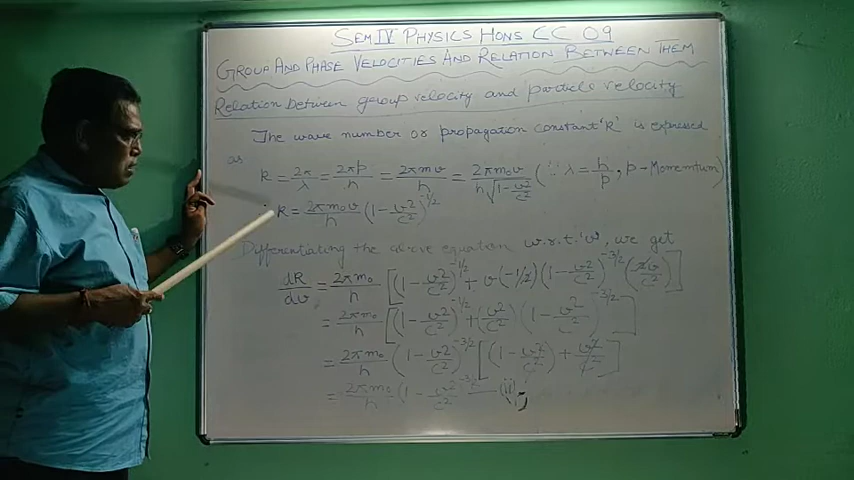 SEM IV PHYSICS HONS CC 09
GROUP AND PHASE VELOCITIES AND RELATION BETWEEN THEM
Relation between group velocity and particle velocity
The wave number or propagation constant 'k' is expressed
as
k = 2π/λ = 2πp/h = 2πmv/h = 2πm₀v/(h√(1-v²/c²)) (∵ λ = h/p, p - Momentum)
k = 2πm₀v/h (1-v²/c²)^-1/2
Differentiating the above equation w.r.t. 'v', we get
dk/dv = 2πm₀/h [(1-v²/c²)^-1/2 + v(-1/2)(1-v²/c²)^-3/2 (-2v/c²)]
= 2πm₀/h [(1-v²/c²)^-1/2 + (v²/c²)(1-v²/c²)^-3/2]
= 2πm₀/h (1-v²/c²)^-3/2 [(1-v²/c²) + v²/c²]
= 2πm₀/h (1-v²/c²)^-3/2 — (ii)